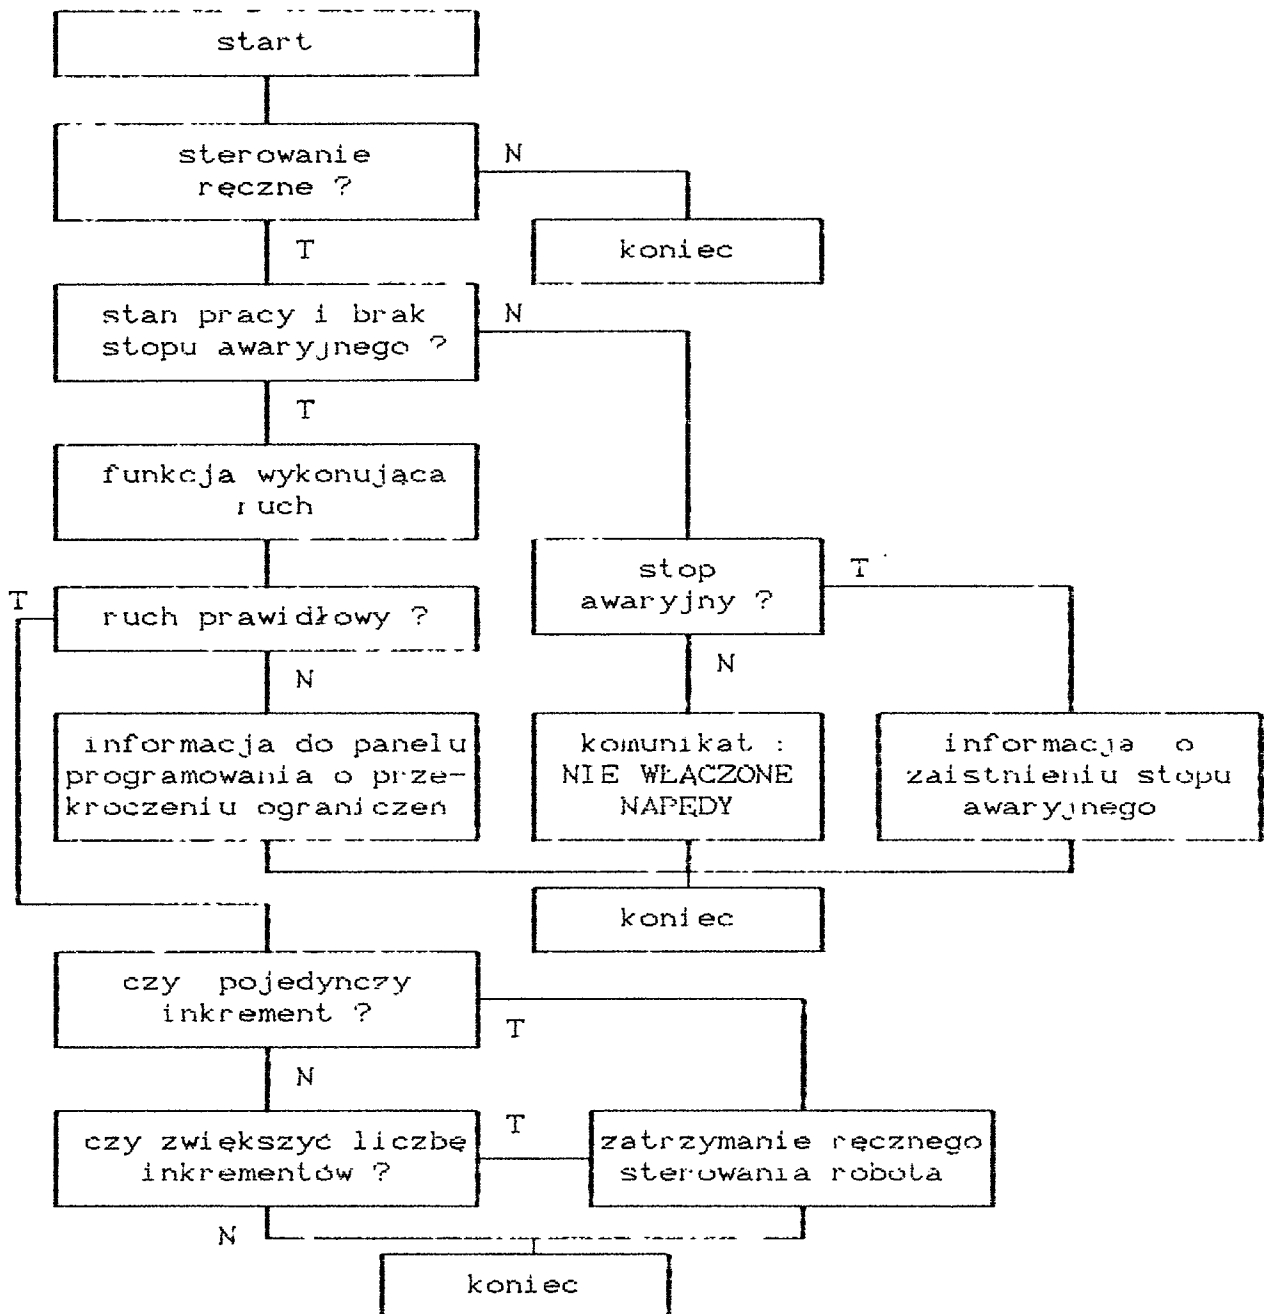 start
sterowanie
ręczne ?
N
koniec
T
stan pracy i brak
stopu awaryjnego ?
N
T
funkcja wykonująca
ruch
stop
awaryjny ?
T
T
ruch prawidłowy ?
N
N
informacja do panelu
programowania o prze-
kroczeniu ograniczeń
komunikat :
NIE WŁĄCZONE
NAPĘDY
informacja o
zaistnieniu stopu
awaryjnego
koniec
czy pojedynczy
inkrement ?
T
N
czy zwiększyć liczbę
inkrementów ?
T
zatrzymanie ręcznego
sterowania robota
N
koniec